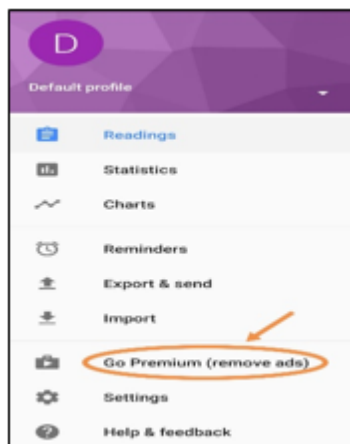 D
Default profile
Readings
Statistics
Charts
Reminders
Export & send
Import
Go Premium (remove ads)
Settings
Help & feedback